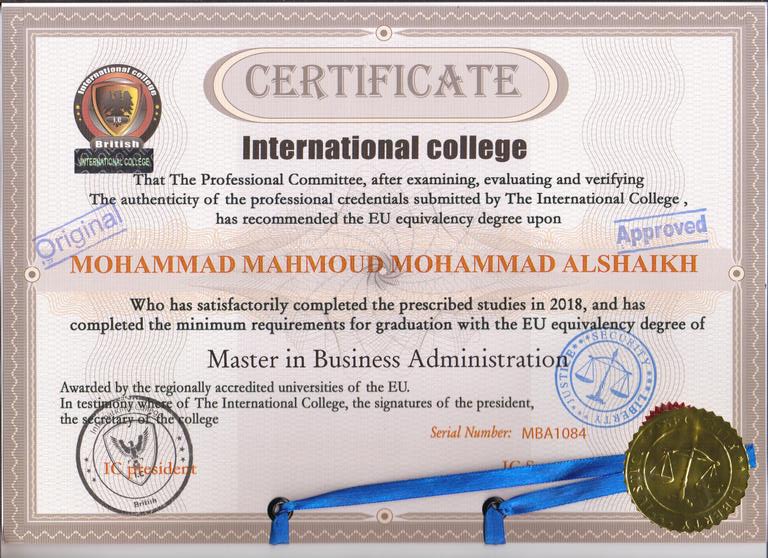 CERTIFICATE
International college
British
INTERNATIONAL COLLEGE
International college
That The Professional Committee, after examining, evaluating and verifying
The authenticity of the professional credentials submitted by The International College ,
has recommended the EU equivalency degree upon
Original
Approved
MOHAMMAD MAHMOUD MOHAMMAD ALSHAIKH
Who has satisfactorily completed the prescribed studies in 2018, and has
completed the minimum requirements for graduation with the EU equivalency degree of
Master in Business Administration
SECURITY
JUSTICE
LIBERTY
Awarded by the regionally accredited universities of the EU.
In testimony where of The International College, the signatures of the president,
the secretary of the college
Serial Number: MBA1084
IC president
IC
British